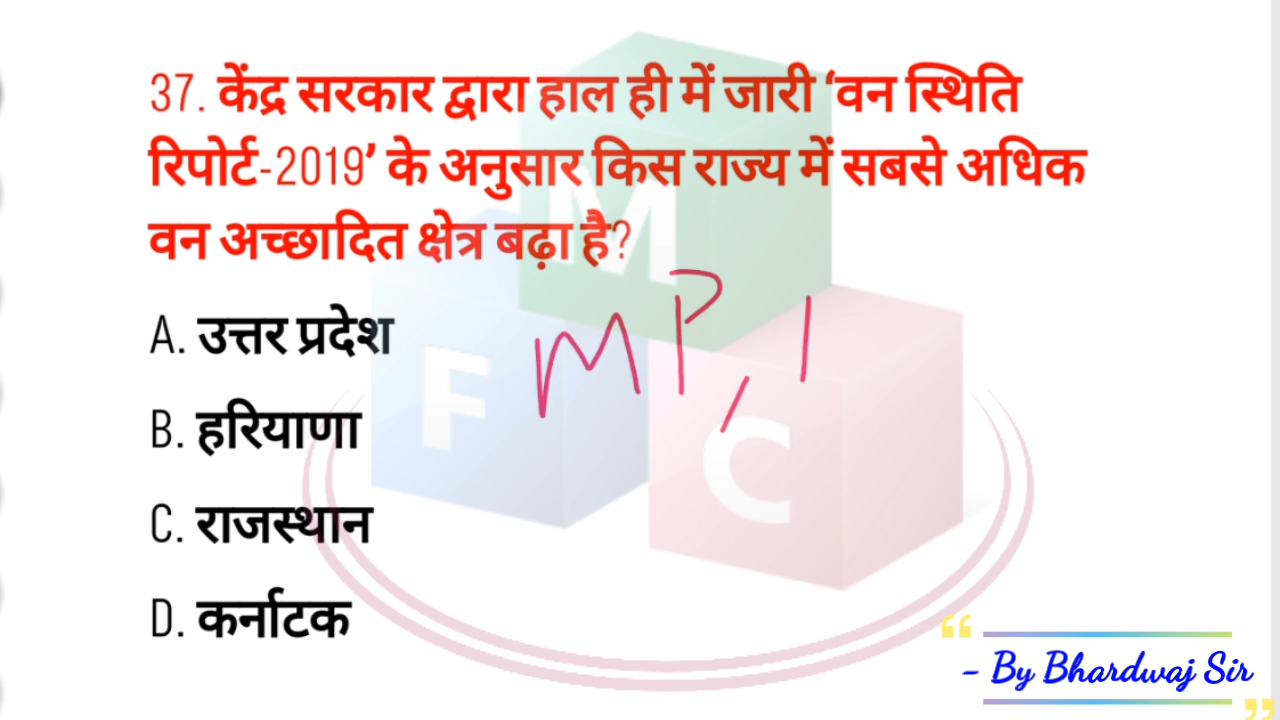 37. केंद्र सरकार द्वारा हाल ही में जारी ‘वन स्थिति
रिपोर्ट-2019’ के अनुसार किस राज्य में सबसे अधिक
वन अच्छादित क्षेत्र बढ़ा है?
MP, 1
A. उत्तर प्रदेश
B. हरियाणा
C. राजस्थान
D. कर्नाटक
M
F
C
“
- By Bhardwaj Sir
”